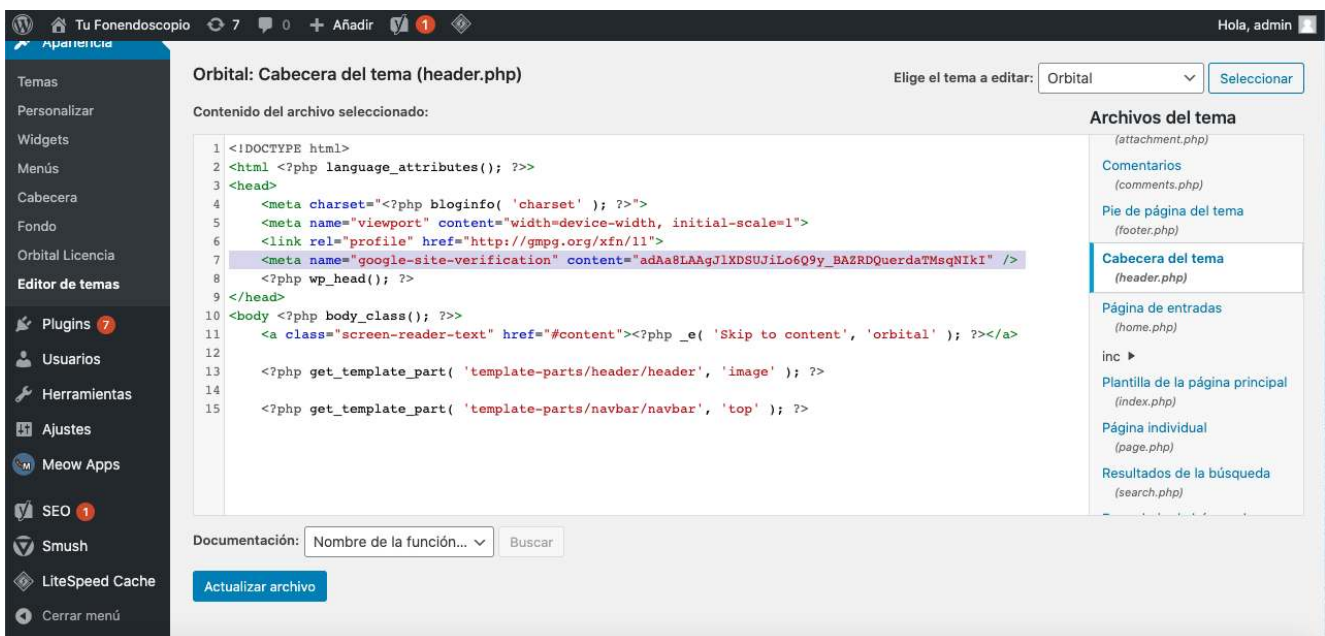 Tu Fonendoscopio 7 0 Añadir 1 Hola, admin
Apariencia
Temas
Personalizar
Widgets
Menús
Cabecera
Fondo
Orbital Licencia
Editor de temas
Plugins 7
Usuarios
Herramientas
Ajustes
Meow Apps
SEO 1
Smush
LiteSpeed Cache
Cerrar menú
Orbital: Cabecera del tema (header.php)
Elige el tema a editar: Orbital Seleccionar
Contenido del archivo seleccionado:
1 <!DOCTYPE html>
2 <html <?php language_attributes(); ?>>
3 <head>
4 <meta charset="<?php bloginfo( 'charset' ); ?>">
5 <meta name="viewport" content="width=device-width, initial-scale=1">
6 <link rel="profile" href="http://gmpg.org/xfn/11">
7 <meta name="google-site-verification" content="adAa8LAAgJlXDSUJiLo6Q9y_BAZRDQuerdaTMsqNIkI" />
8 <?php wp_head(); ?>
9 </head>
10 <body <?php body_class(); ?>>
11 <a class="screen-reader-text" href="#content"><?php _e( 'Skip to content', 'orbital' ); ?></a>
12
13 <?php get_template_part( 'template-parts/header/header', 'image' ); ?>
14
15 <?php get_template_part( 'template-parts/navbar/navbar', 'top' ); ?>
Archivos del tema
(attachment.php)
Comentarios
(comments.php)
Pie de página del tema
(footer.php)
Cabecera del tema
(header.php)
Página de entradas
(home.php)
inc
Plantilla de la página principal
(index.php)
Página individual
(page.php)
Resultados de la búsqueda
(search.php)
Documentación: Nombre de la función... Buscar
Actualizar archivo